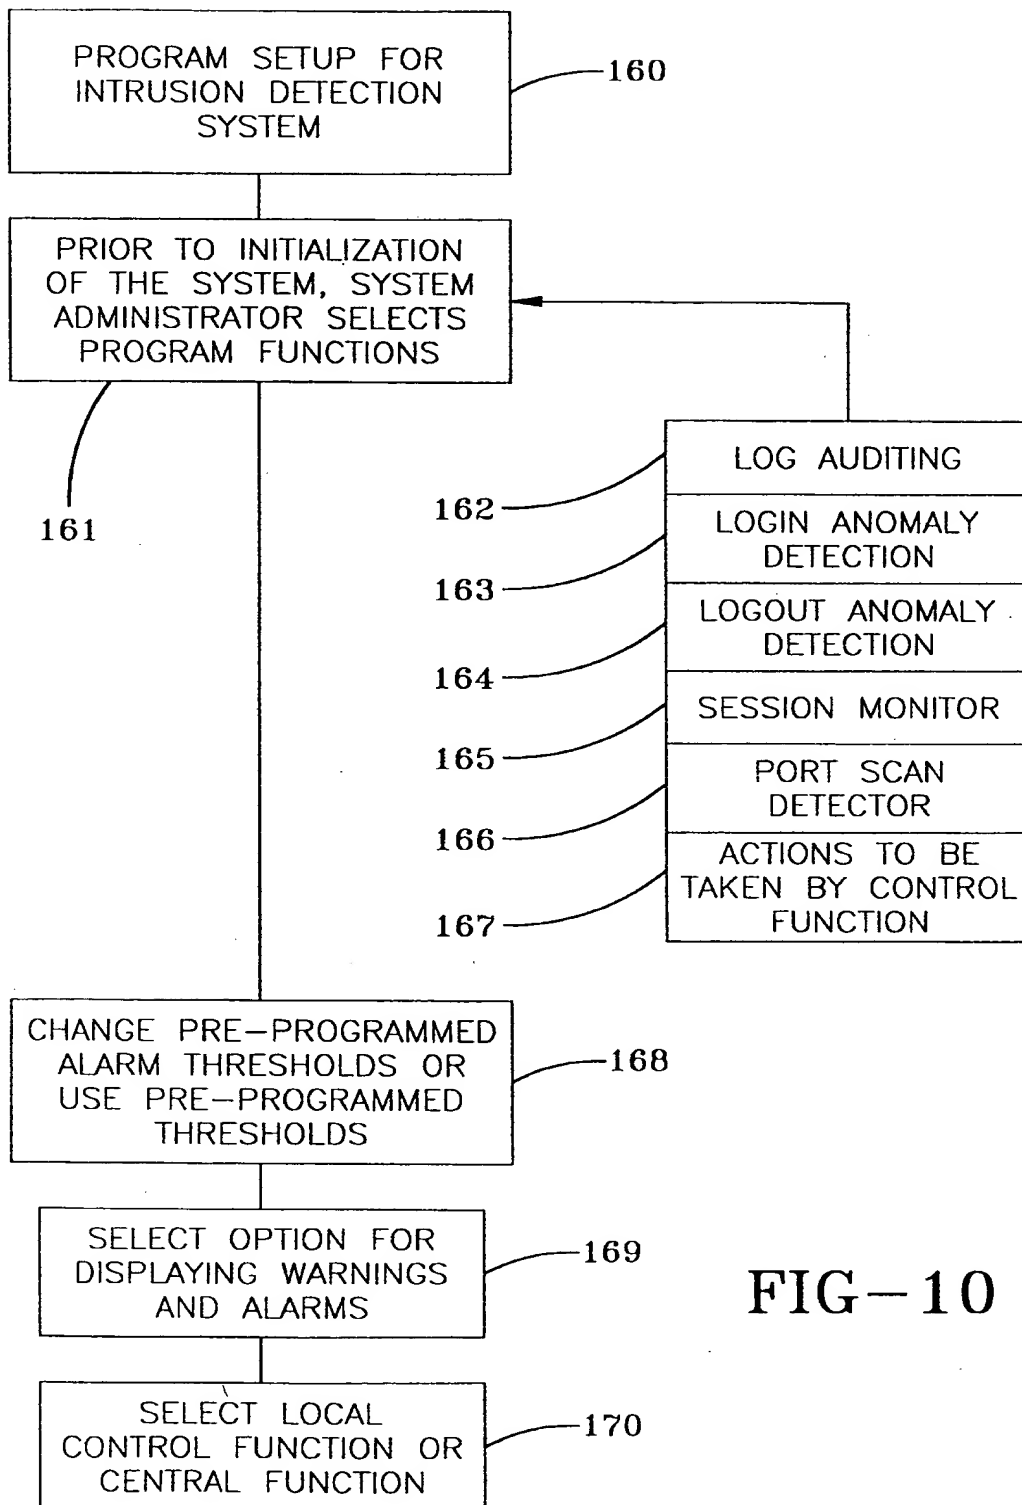 PROGRAM SETUP FOR
INTRUSION DETECTION
SYSTEM
160
PRIOR TO INITIALIZATION
OF THE SYSTEM, SYSTEM
ADMINISTRATOR SELECTS
PROGRAM FUNCTIONS
161
LOG AUDITING
162
LOGIN ANOMALY
DETECTION
163
LOGOUT ANOMALY
DETECTION
164
SESSION MONITOR
165
PORT SCAN
DETECTOR
166
ACTIONS TO BE
TAKEN BY CONTROL
FUNCTION
167
CHANGE PRE-PROGRAMMED
ALARM THRESHOLDS OR
USE PRE-PROGRAMMED
THRESHOLDS
168
SELECT OPTION FOR
DISPLAYING WARNINGS
AND ALARMS
169
FIG-10
SELECT LOCAL
CONTROL FUNCTION OR
CENTRAL FUNCTION
170